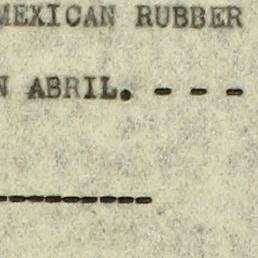 MEXICAN RUBBER
N ABRIL. - - -
---------